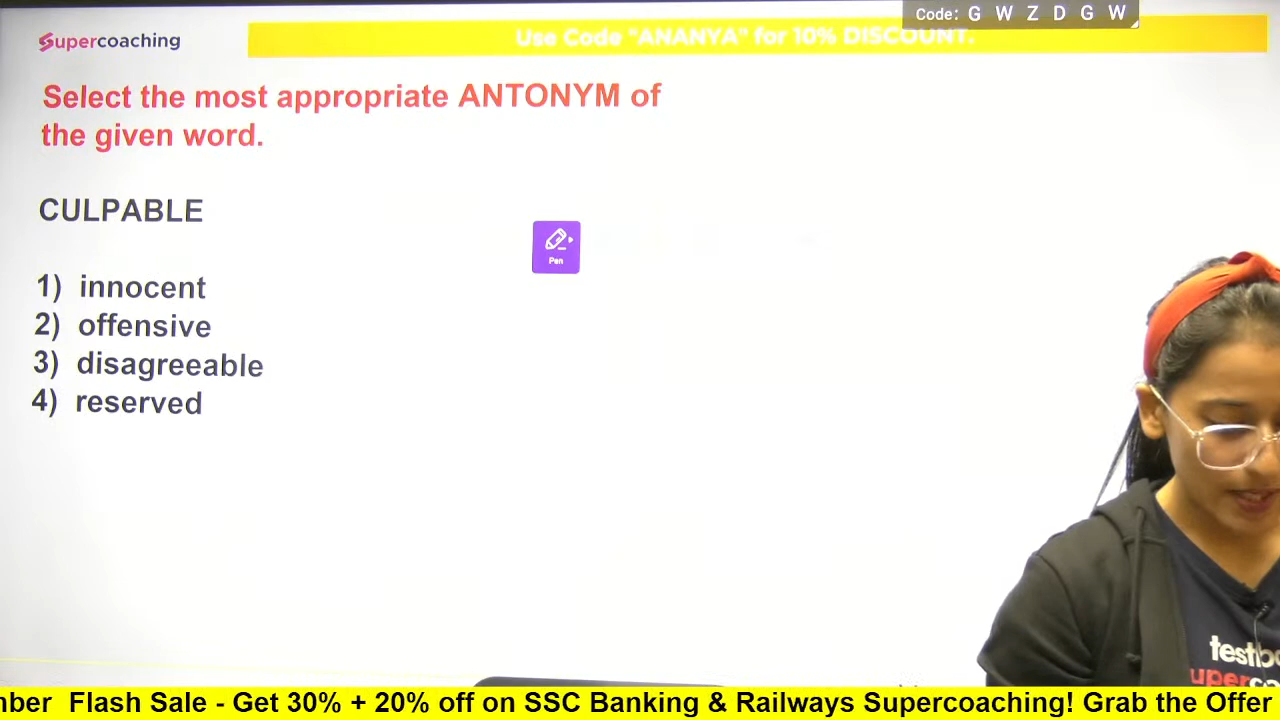 Supercoaching
Code: G W Z D G W
Use Code "ANANYA" for 10% DISCOUNT.
Select the most appropriate ANTONYM of
the given word.
CULPABLE
Pen
1) innocent
2) offensive
3) disagreeable
4) reserved
testbo
superco
mber Flash Sale - Get 30% + 20% off on SSC Banking & Railways Supercoaching! Grab the Offer